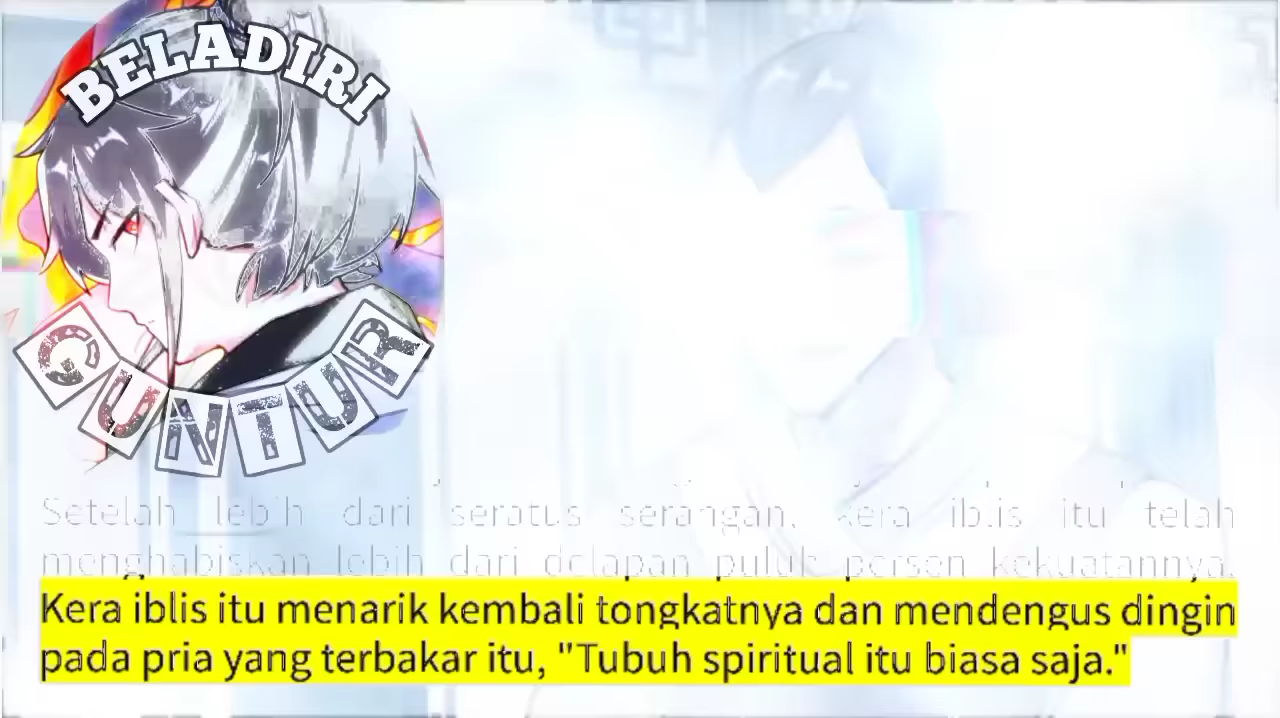 BELADIRI
GUNTUR
Setelah lebih dari seratus serangan, kera iblis itu telah
menghabiskan lebih dari delapan puluh persen kekuatannya.
Kera iblis itu menarik kembali tongkatnya dan mendengus dingin
pada pria yang terbakar itu, "Tubuh spiritual itu biasa saja."